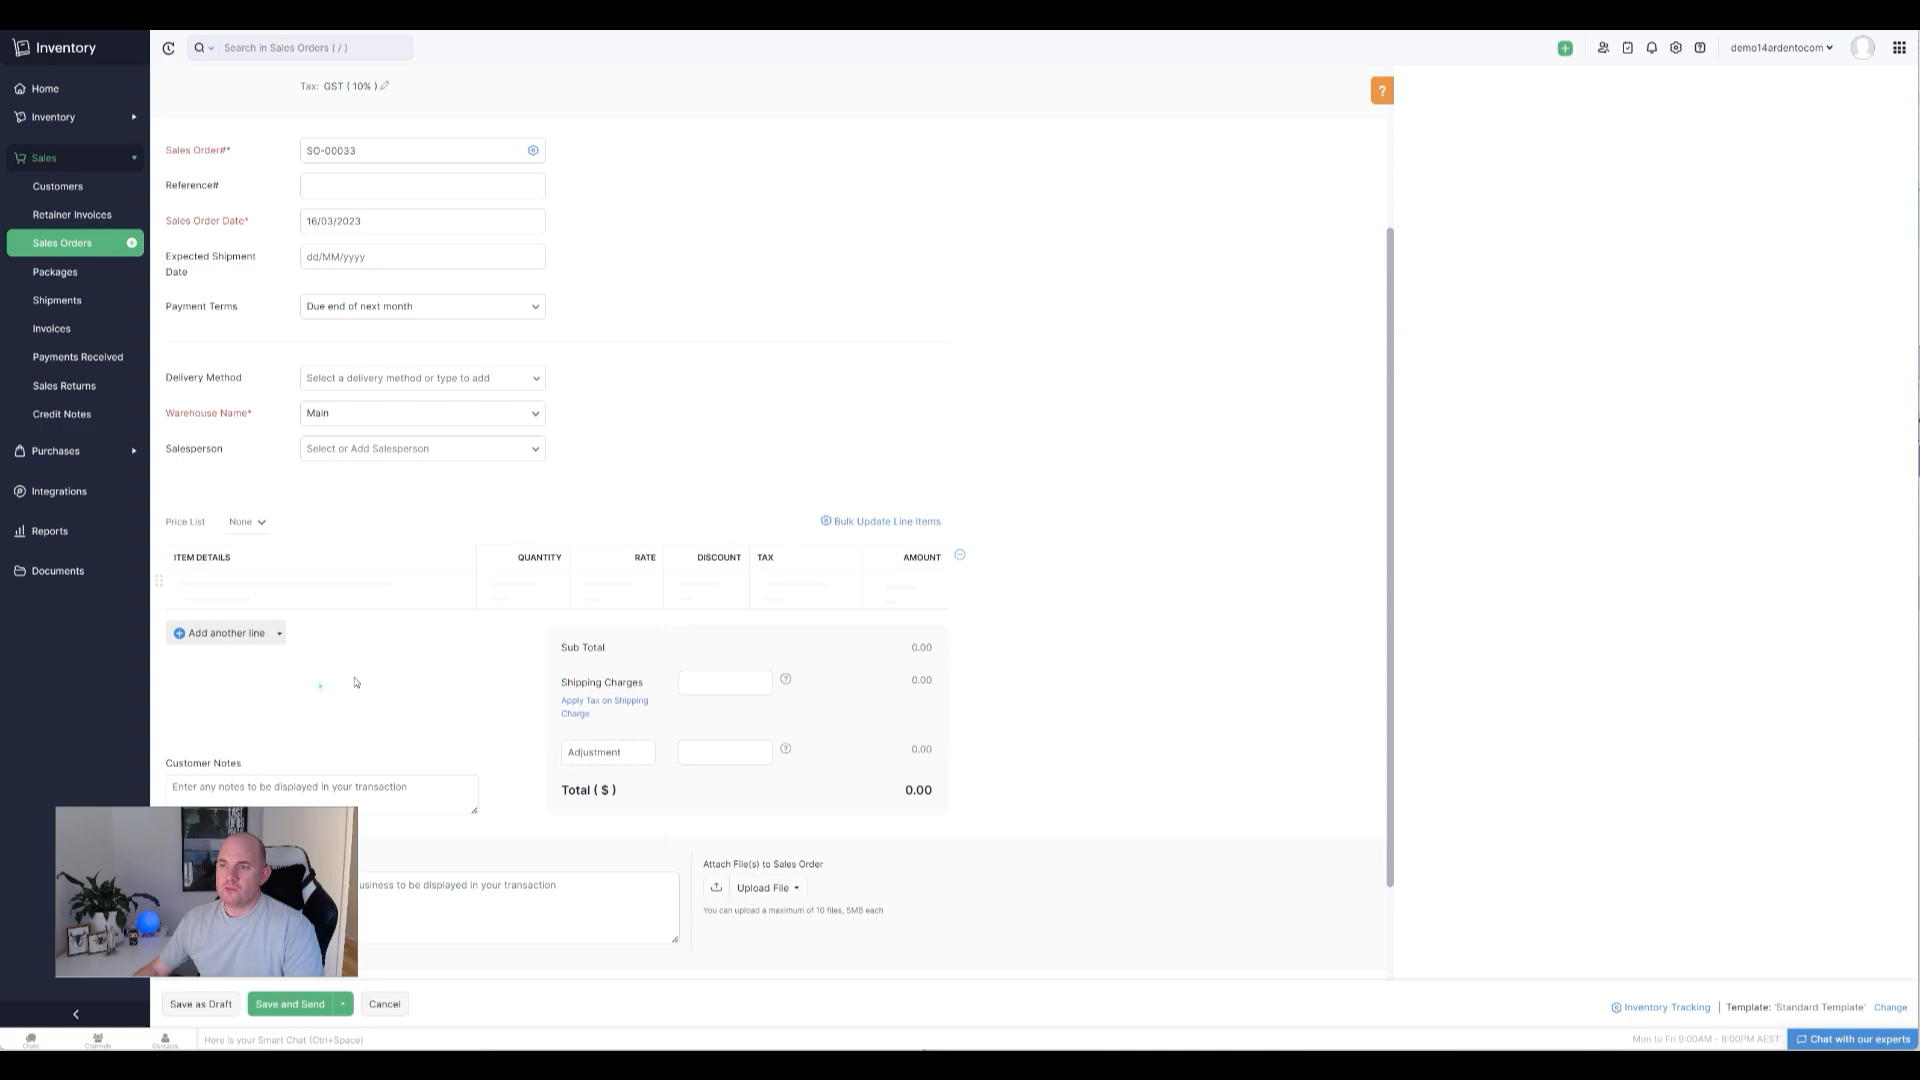 Inventory
Search in Sales Orders ( / )
demo14ardentocom
Home
Inventory
Sales
Customers
Retainer Invoices
Sales Orders
Packages
Shipments
Invoices
Payments Received
Sales Returns
Credit Notes
Purchases
Integrations
Reports
Documents
Tax: GST ( 10% )
?
Sales Order#*
SO-00033
Reference#
Sales Order Date*
16/03/2023
Expected Shipment
Date
dd/MM/yyyy
Payment Terms
Due end of next month
Delivery Method
Select a delivery method or type to add
Warehouse Name*
Main
Salesperson
Select or Add Salesperson
Price List
None
Bulk Update Line Items
ITEM DETAILS
QUANTITY
RATE
DISCOUNT
TAX
AMOUNT
Add another line
Sub Total
0.00
Shipping Charges
0.00
Apply Tax on Shipping
Charge
Adjustment
0.00
Total ( $ )
0.00
Customer Notes
Enter any notes to be displayed in your transaction
usiness to be displayed in your transaction
Attach File(s) to Sales Order
Upload File
You can upload a maximum of 10 files, 5MB each
Save as Draft
Save and Send
Cancel
Inventory Tracking
Template: 'Standard Template'
Change
Chats
Channels
Contacts
Here is your Smart Chat (Ctrl+Space)
Mon to Fri 9:00AM - 8:00PM AEST
Chat with our experts